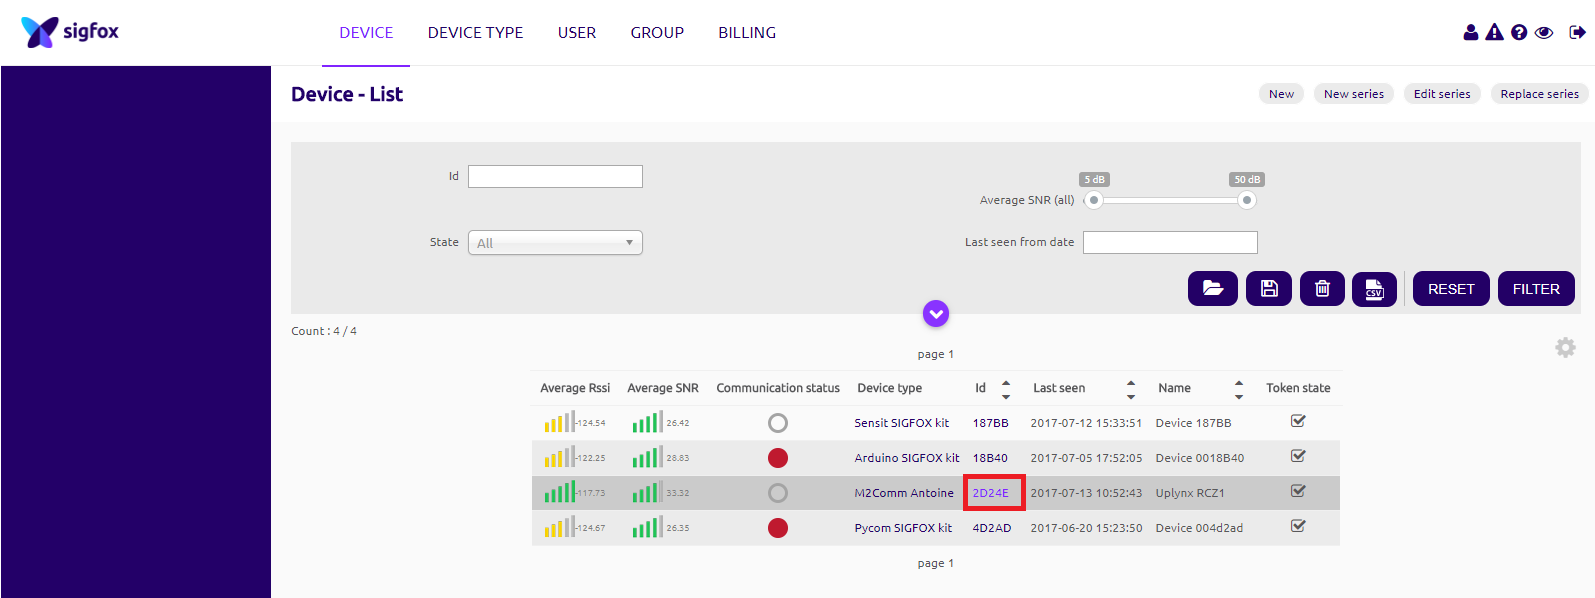 sigfox DEVICE DEVICE TYPE USER GROUP BILLING
Device - List New New series Edit series Replace series
Id 5 dB 50 dB
Average SNR (all)
State All Last seen from date
CSV RESET FILTER
Count : 4 / 4
page 1
Average Rssi Average SNR Communication status Device type Id Last seen Name Token state
-124.54 26.42 Sensit SIGFOX kit 187BB 2017-07-12 15:33:51 Device 187BB
-122.25 28.83 Arduino SIGFOX kit 18B40 2017-07-05 17:52:05 Device 0018B40
-117.73 33.32 M2Comm Antoine 2D24E 2017-07-13 10:52:43 Uplynx RCZ1
-124.67 26.35 Pycom SIGFOX kit 4D2AD 2017-06-20 15:23:50 Device 004d2ad
page 1